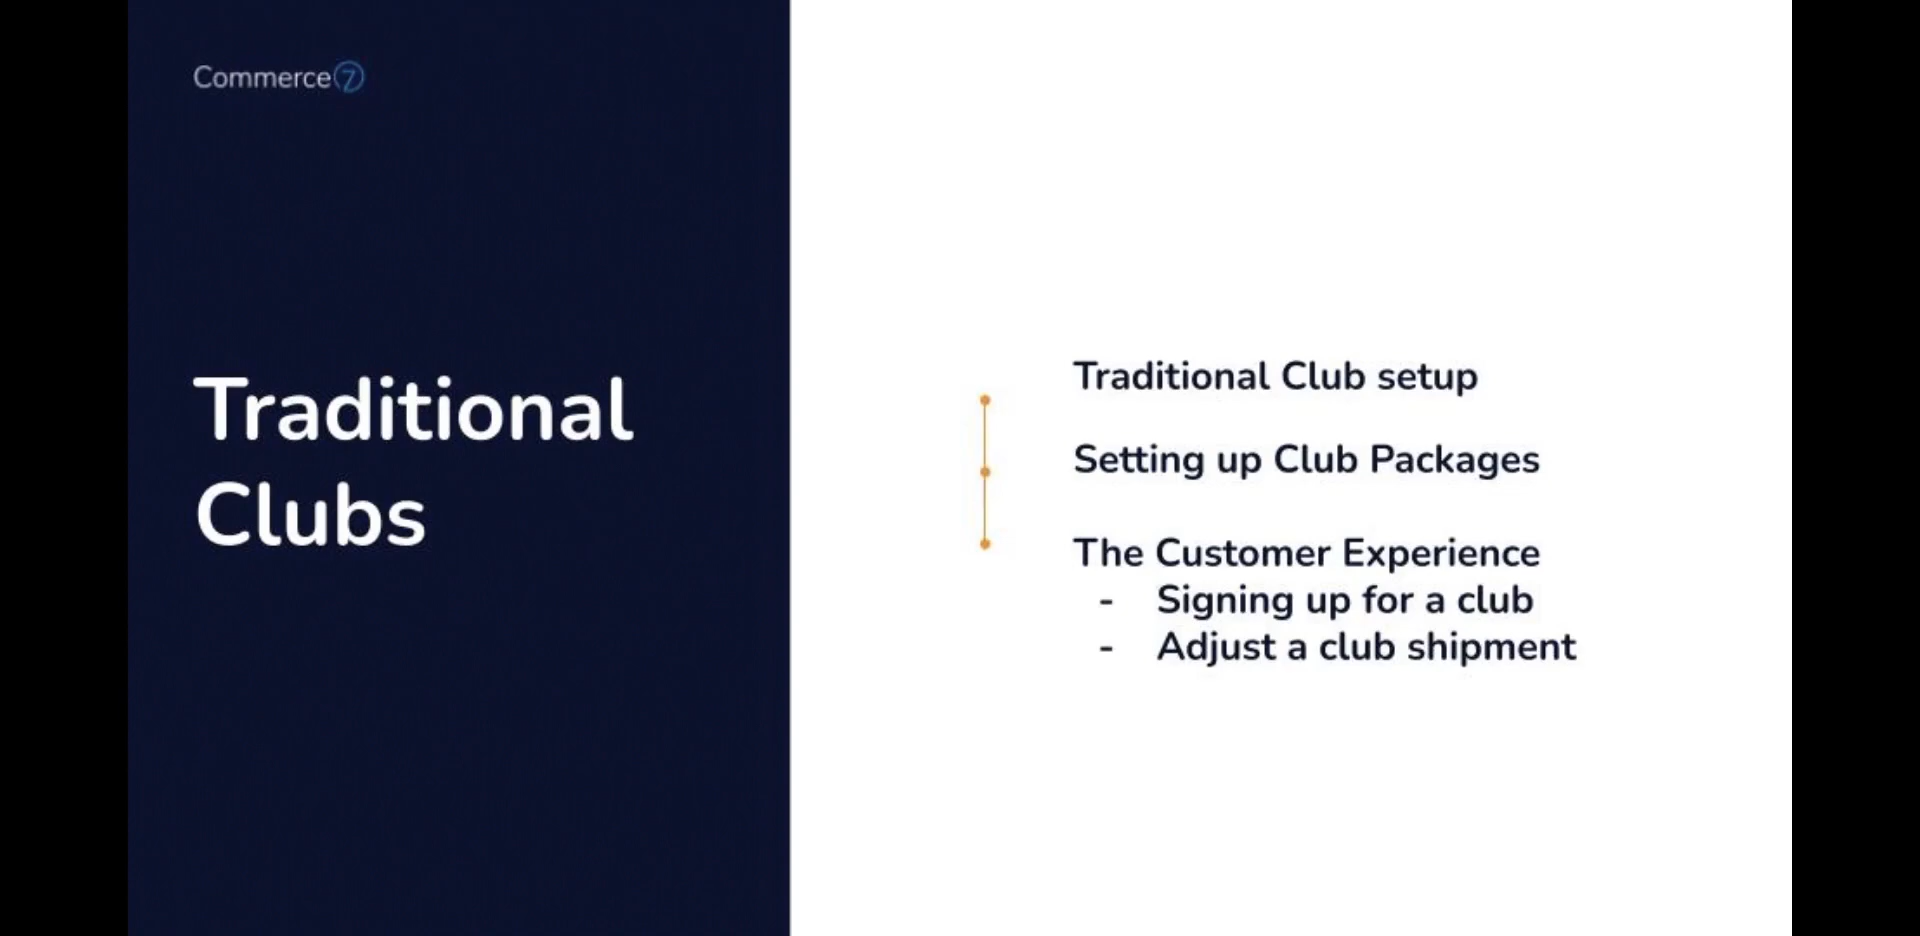 Commerce7
Traditional
Clubs
Traditional Club setup
Setting up Club Packages
The Customer Experience
- Signing up for a club
- Adjust a club shipment